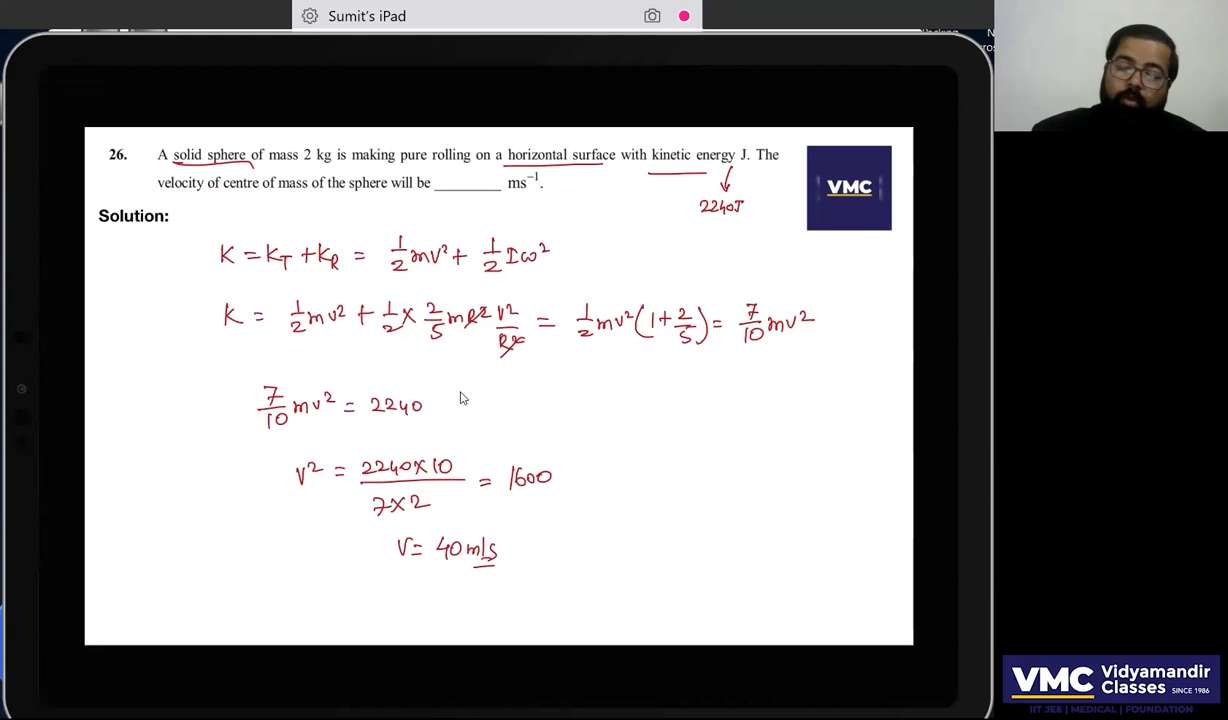 Sumit's iPad
26. A solid sphere of mass 2 kg is making pure rolling on a horizontal surface with kinetic energy J. The
velocity of centre of mass of the sphere will be ________ ms⁻¹.
2240J
VMC
Solution:
K = K_T + K_R = 1/2 mv² + 1/2 Iω²
K = 1/2 mv² + 1/2 × 2/5 mR² v²/R² = 1/2 mv² (1 + 2/5) = 7/10 mv²
7/10 mv² = 2240
v² = 2240×10 / 7×2 = 1600
v = 40 m/s
VMC Vidyamandir
Classes SINCE 1986
IIT JEE | MEDICAL | FOUNDATION